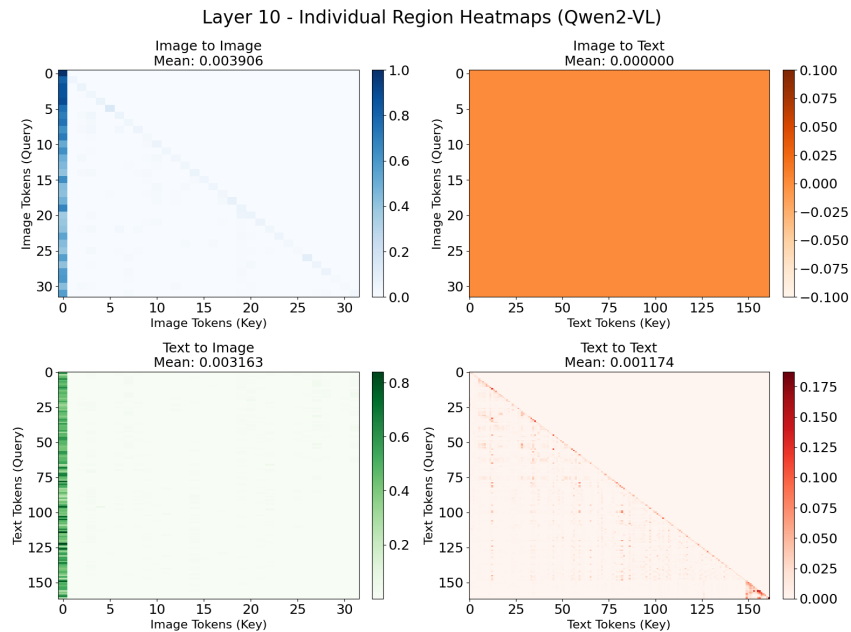 Layer 10 - Individual Region Heatmaps (Qwen2-VL)
Image to Image
Mean: 0.003906
0
5
10
15
20
25
30
Image Tokens (Query)
0 5 10 15 20 25 30
Image Tokens (Key)
1.0
0.8
0.6
0.4
0.2
0.0
Image to Text
Mean: 0.000000
0
5
10
15
20
25
30
Image Tokens (Query)
0 25 50 75 100 125 150
Text Tokens (Key)
0.100
0.075
0.050
0.025
0.000
−0.025
−0.050
−0.075
−0.100
Text to Image
Mean: 0.003163
0
25
50
75
100
125
150
Text Tokens (Query)
0 5 10 15 20 25 30
Image Tokens (Key)
0.8
0.6
0.4
0.2
Text to Text
Mean: 0.001174
0
25
50
75
100
125
150
Text Tokens (Query)
0 25 50 75 100 125 150
Text Tokens (Key)
0.175
0.150
0.125
0.100
0.075
0.050
0.025
0.000